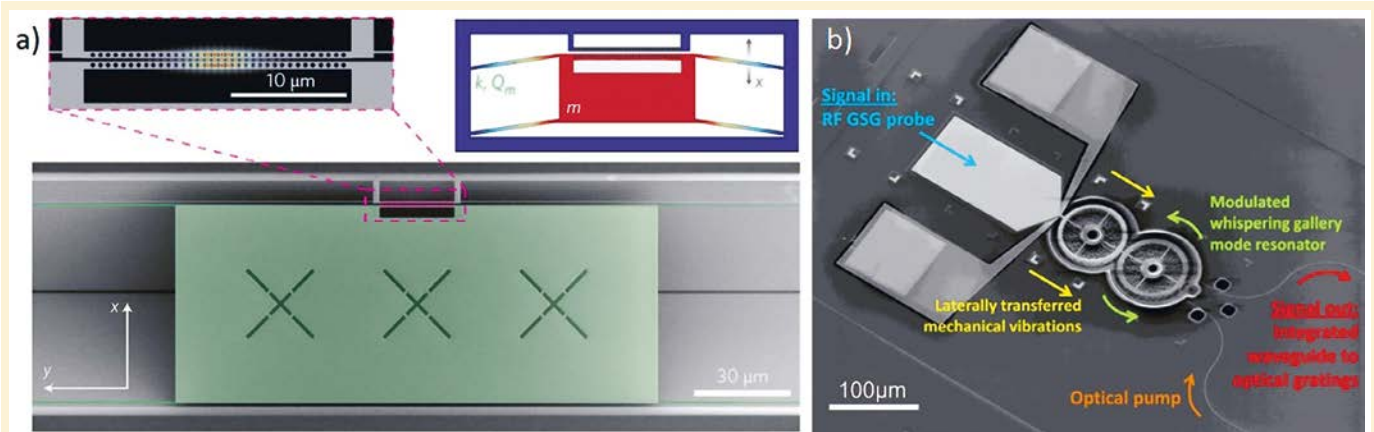 a)
10 µm
k, Qm
m
x
x
y
30 µm
b)
Signal in:
RF GSG probe
Modulated
whispering gallery
mode resonator
Laterally transferred
mechanical vibrations
Signal out:
Integrated
waveguide to
optical gratings
Optical pump
100µm